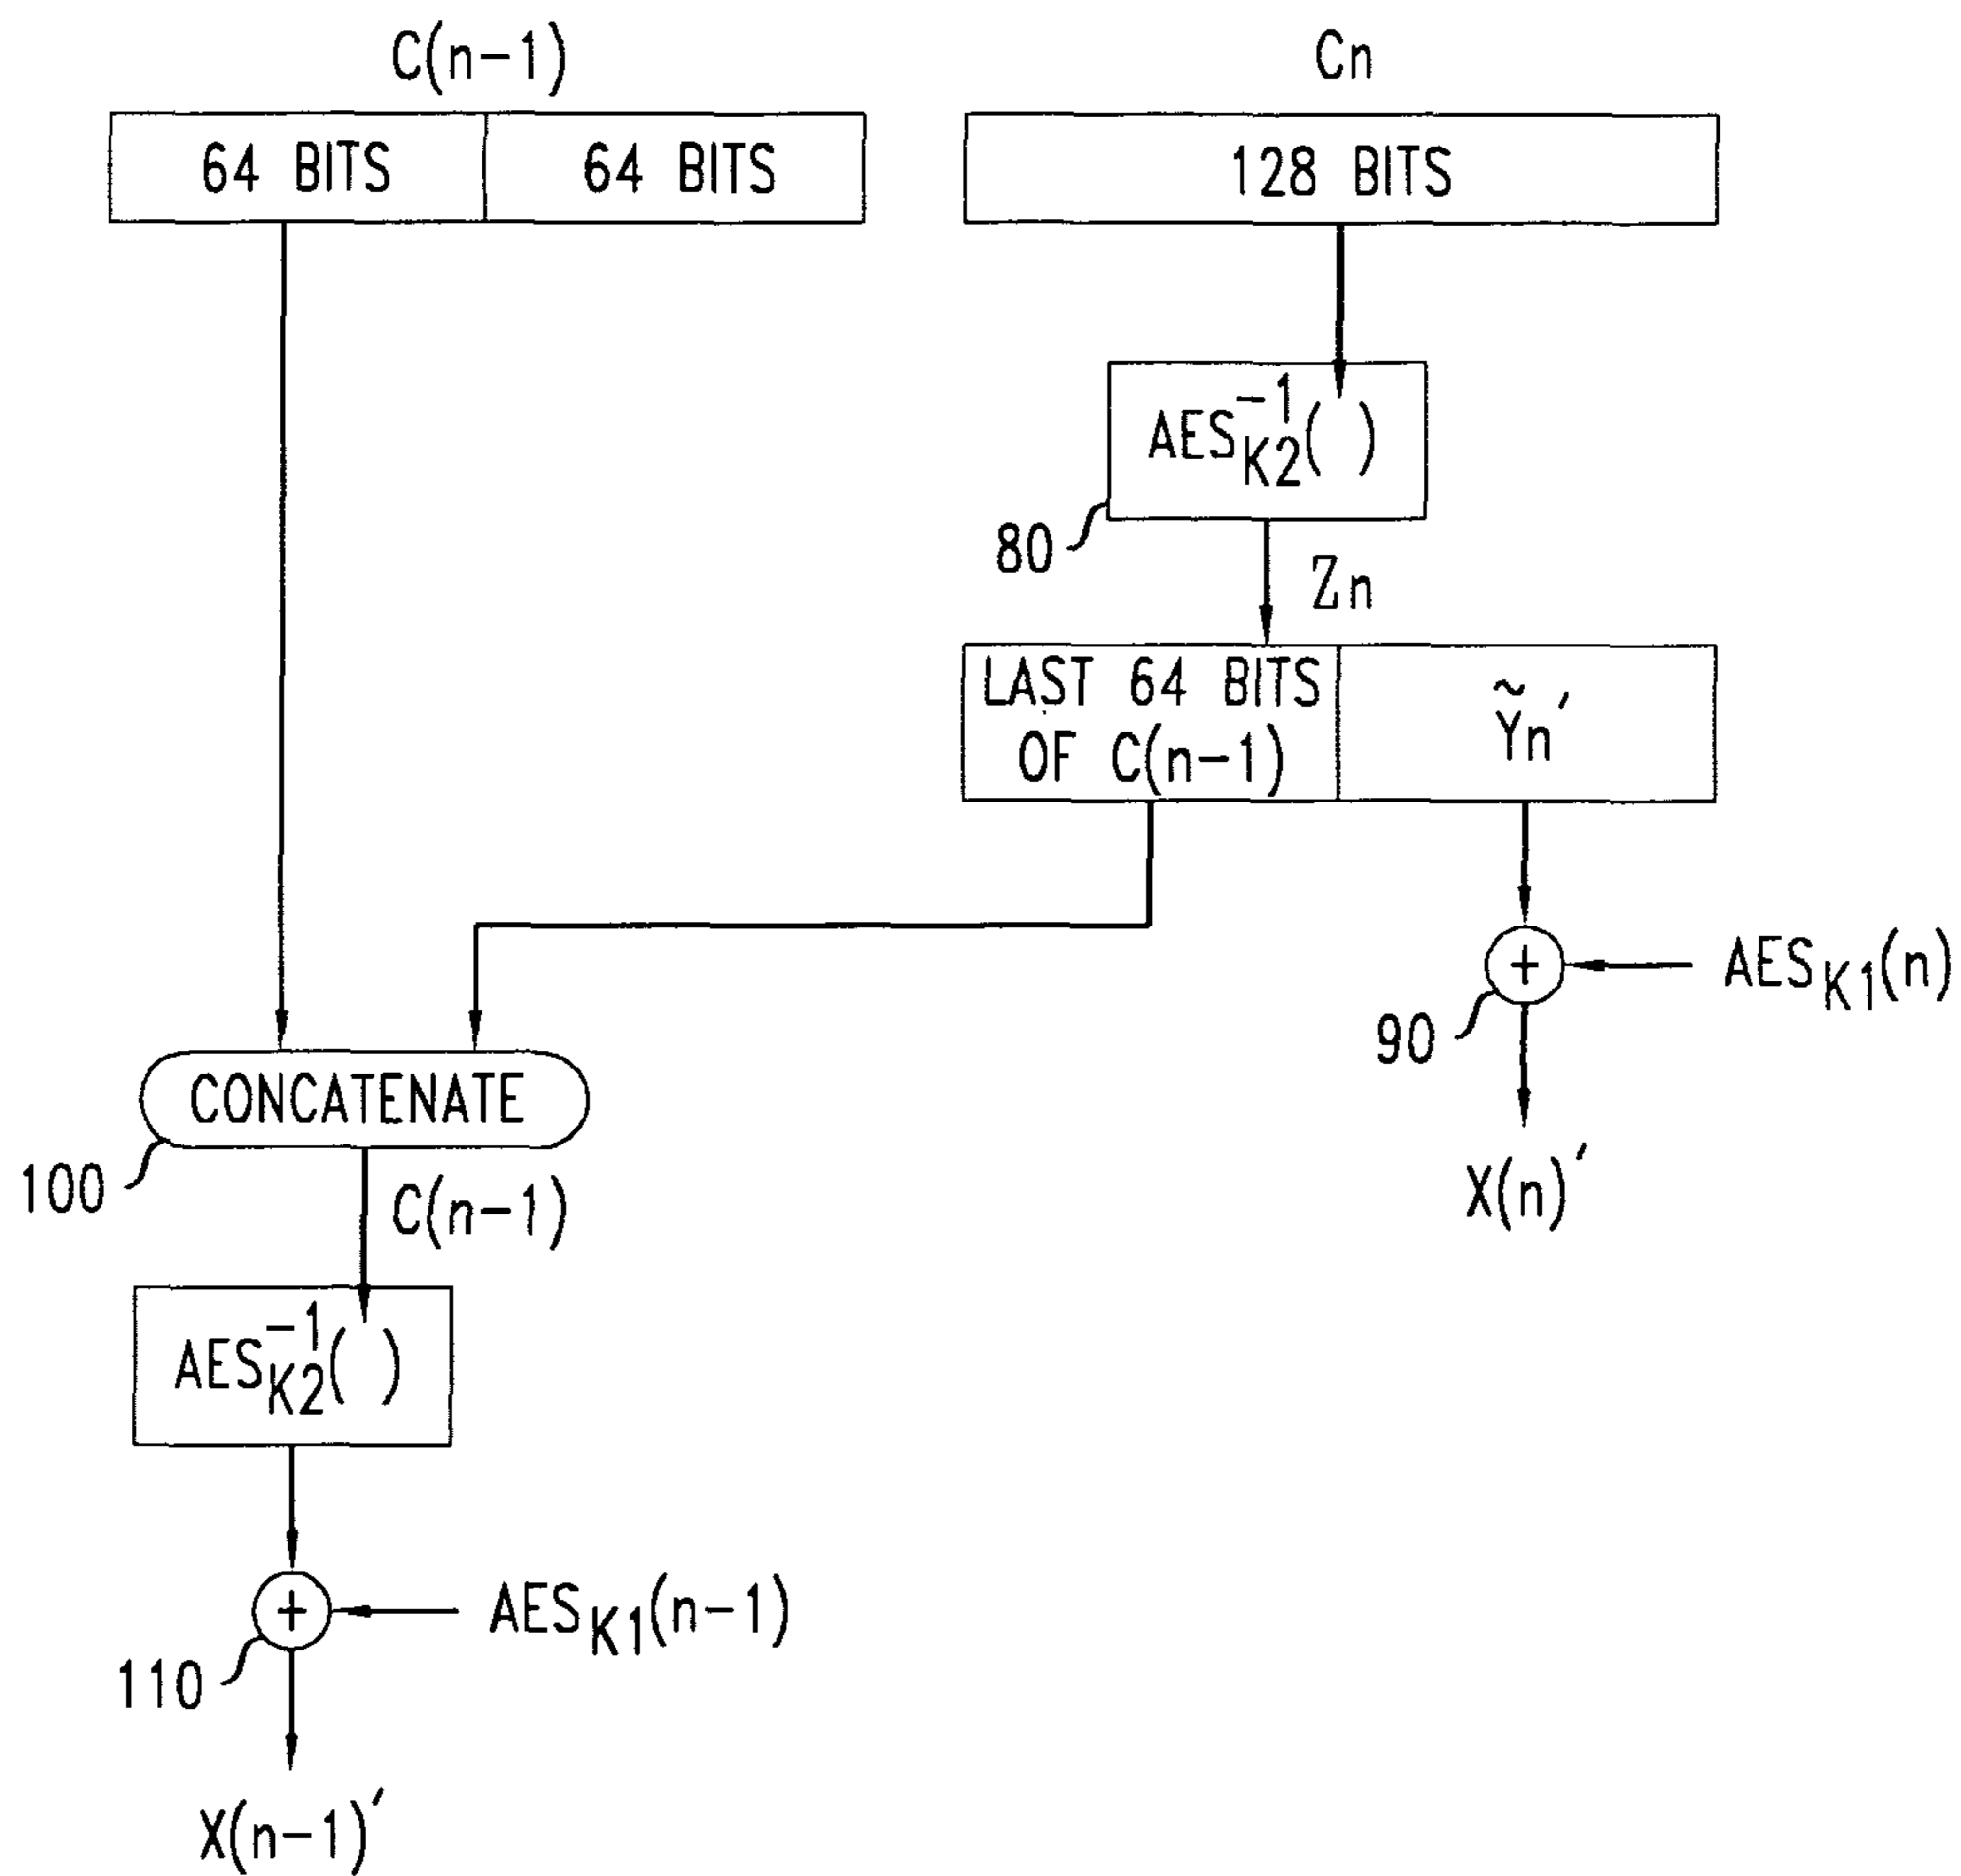 C(n-1)
Cn
64 BITS
64 BITS
128 BITS
AES⁻¹K2( )
80
Zn
LAST 64 BITS
OF C(n-1)
Ỹn′
AESK1(n)
90
X(n)′
CONCATENATE
100
C(n-1)
AES⁻¹K2( )
AESK1(n-1)
110
X(n-1)′